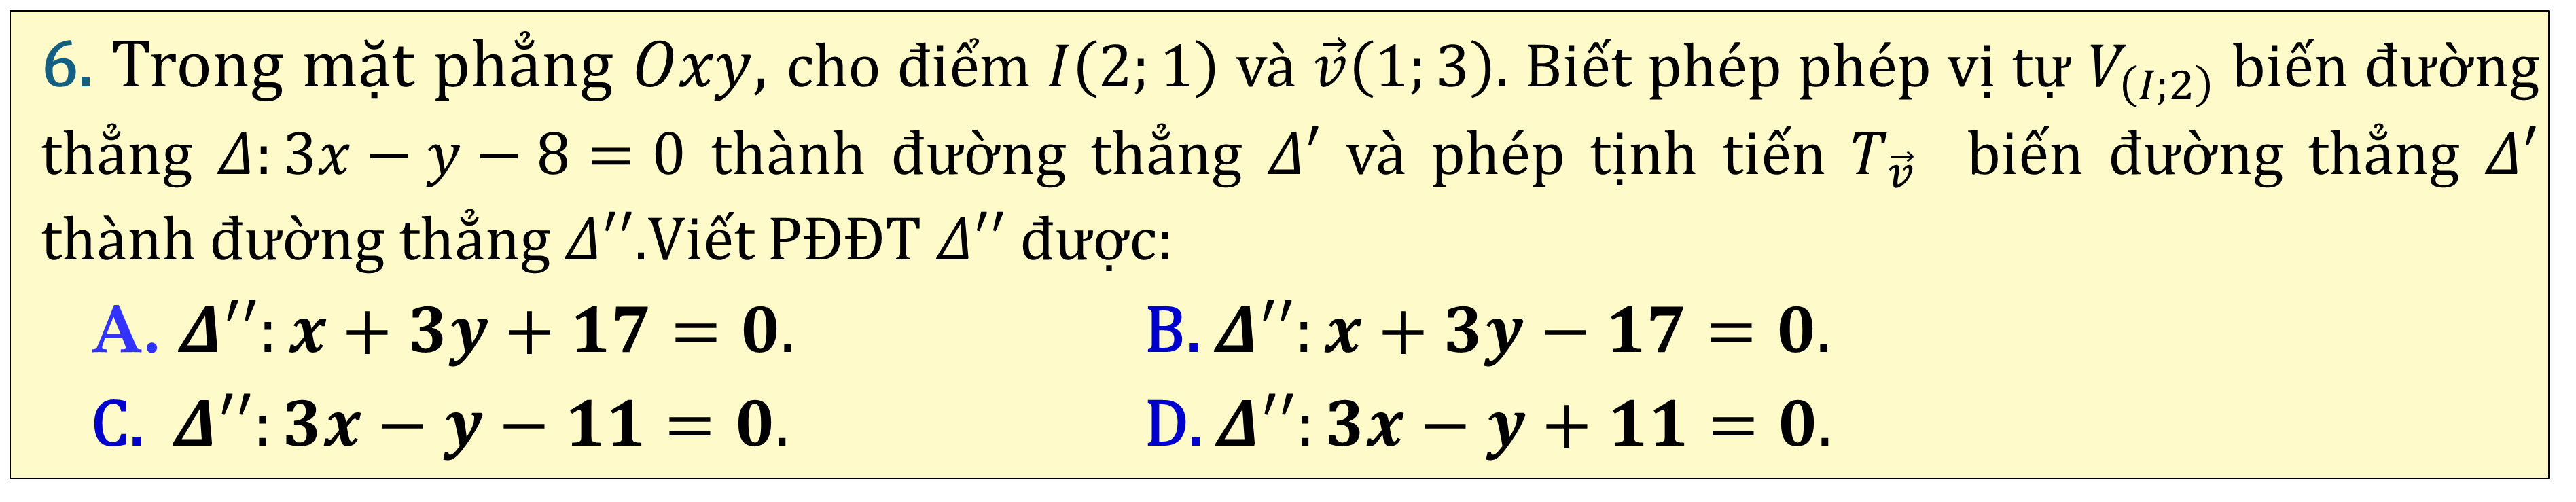 6. Trong mặt phẳng Oxy, cho điểm I(2; 1) và v⃗(1; 3). Biết phép phép vị tự V₍I;2₎ biến đường
thẳng Δ: 3x − y − 8 = 0 thành đường thẳng Δ′ và phép tịnh tiến T_v⃗ biến đường thẳng Δ′
thành đường thẳng Δ′′.Viết PĐĐT Δ′′ được:
A. Δ′′: x + 3y + 17 = 0. B. Δ′′: x + 3y − 17 = 0.
C. Δ′′: 3x − y − 11 = 0. D. Δ′′: 3x − y + 11 = 0.